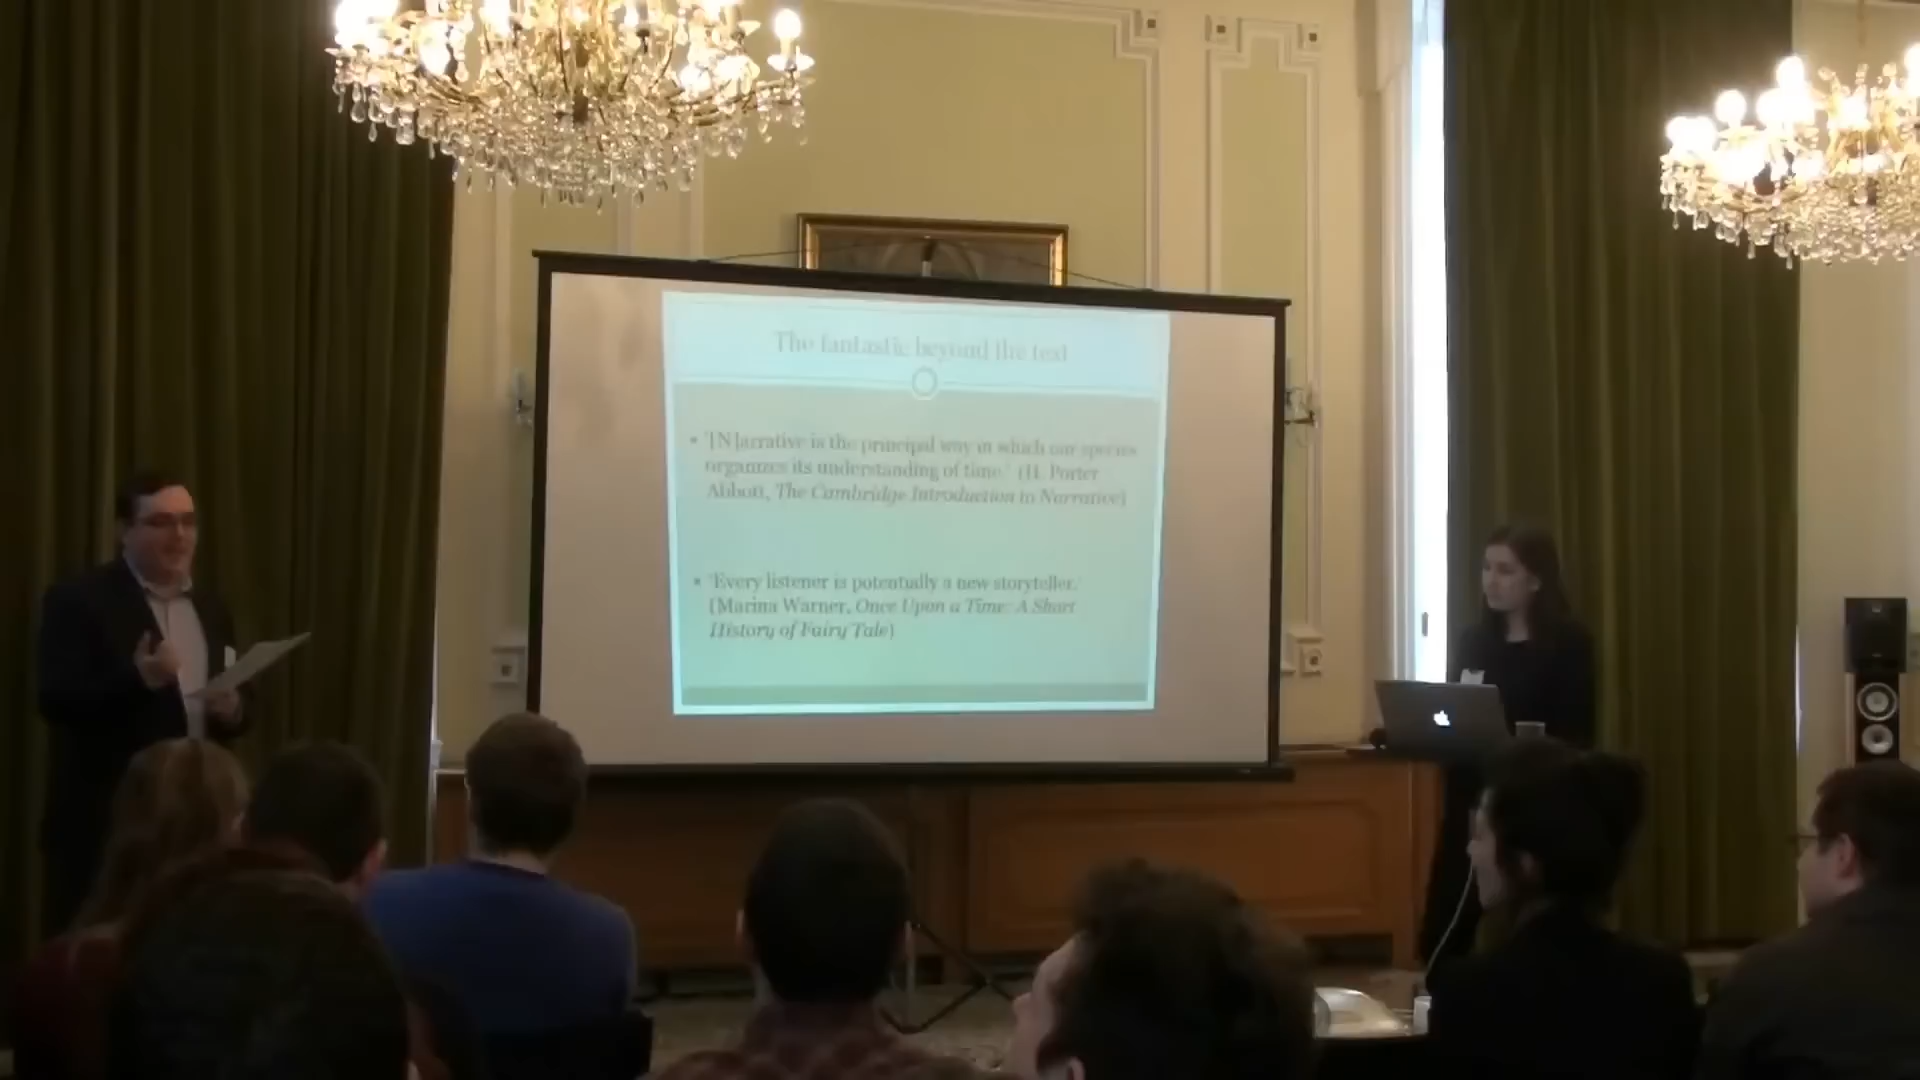 The fantastic beyond the text
• '[N]arrative is the principal way in which our species
organizes its understanding of time.' (H. Porter
Abbott, The Cambridge Introduction to Narrative)
• 'Every listener is potentially a new storyteller.'
(Marina Warner, Once Upon a Time: A Short
History of Fairy Tale)